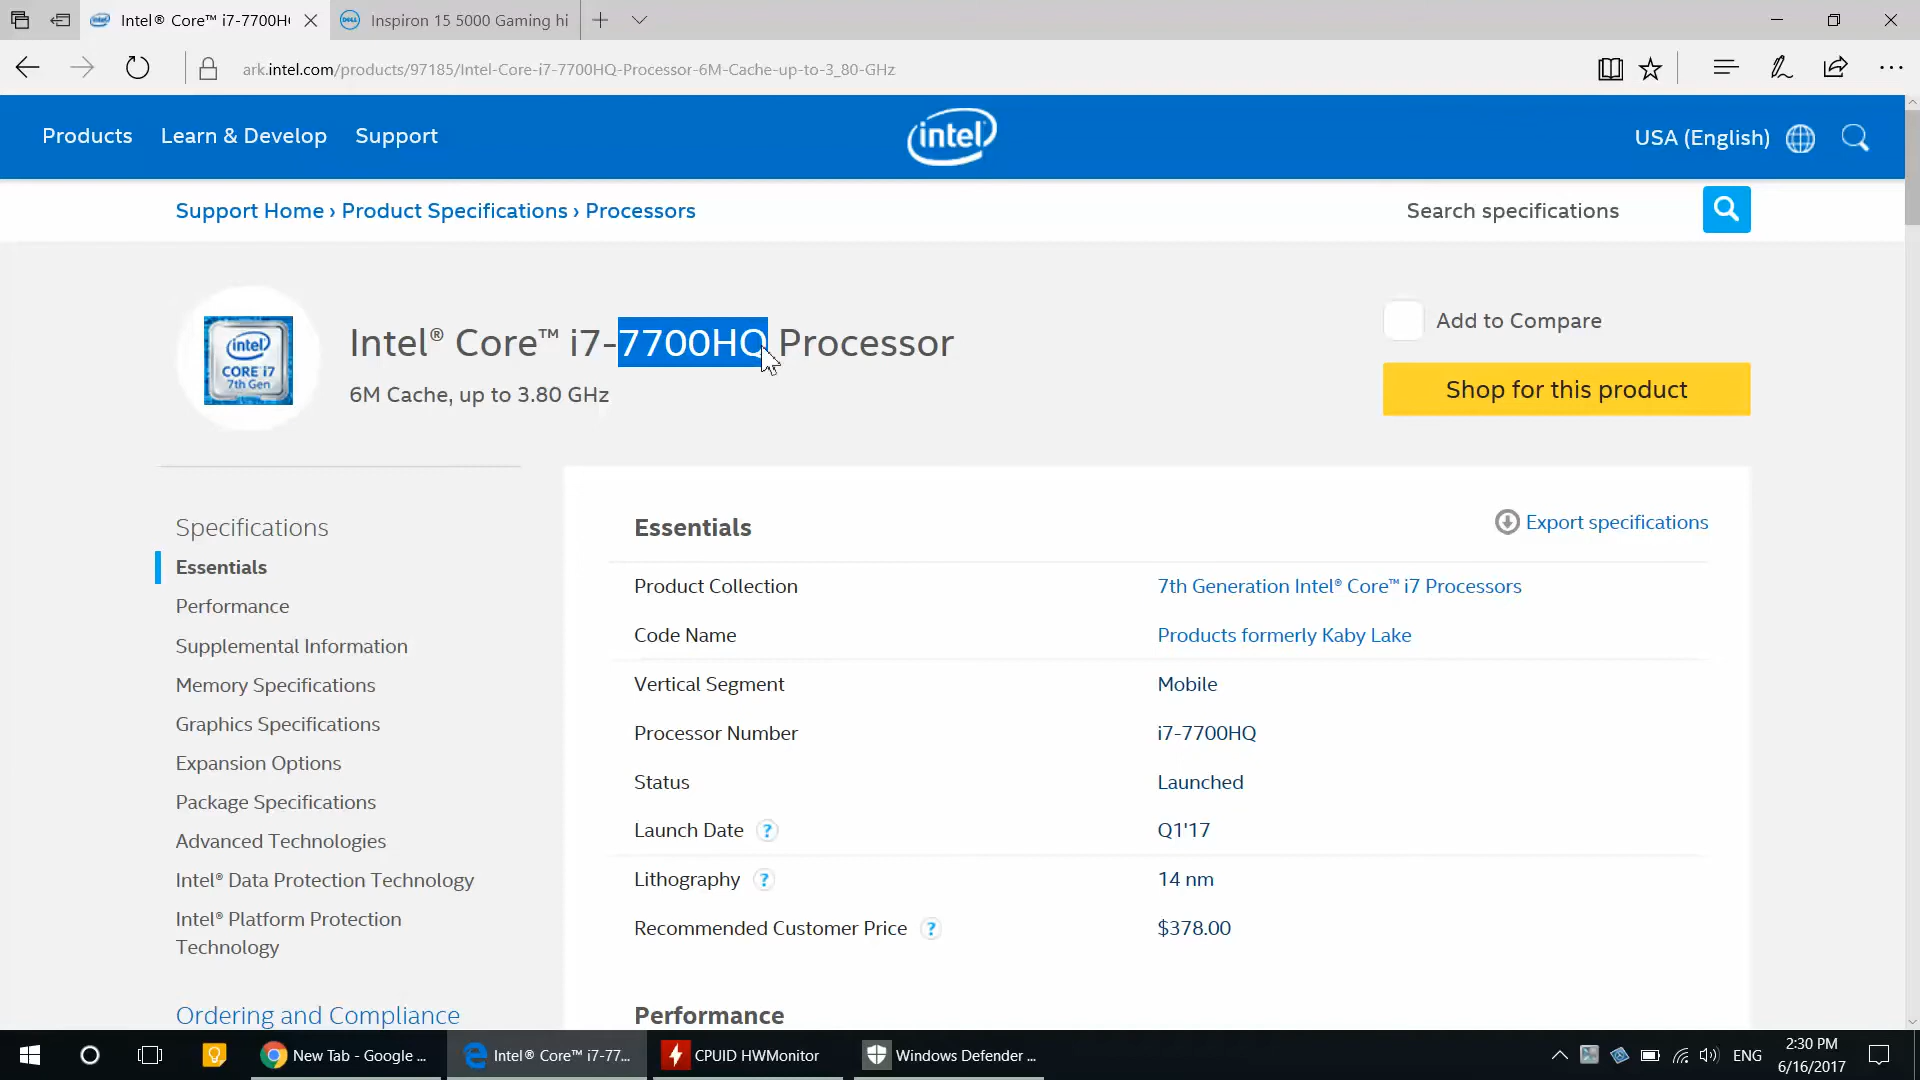 Intel® Core™ i7-7700H
Inspiron 15 5000 Gaming hi
ark.intel.com/products/97185/Intel-Core-i7-7700HQ-Processor-6M-Cache-up-to-3_80-GHz
Products Learn & Develop Support
intel
USA (English)
Support Home › Product Specifications › Processors
Search specifications
intel
CORE i7
7th Gen
Intel® Core™ i7-7700HQ Processor
6M Cache, up to 3.80 GHz
Add to Compare
Shop for this product
Specifications
Essentials
Performance
Supplemental Information
Memory Specifications
Graphics Specifications
Expansion Options
Package Specifications
Advanced Technologies
Intel® Data Protection Technology
Intel® Platform Protection
Technology
Ordering and Compliance
Essentials
Export specifications
Product Collection 7th Generation Intel® Core™ i7 Processors
Code Name Products formerly Kaby Lake
Vertical Segment Mobile
Processor Number i7-7700HQ
Status Launched
Launch Date ? Q1'17
Lithography ? 14 nm
Recommended Customer Price ? $378.00
Performance
New Tab - Google ...
Intel® Core™ i7-77...
CPUID HWMonitor
Windows Defender ...
ENG
2:30 PM
6/16/2017